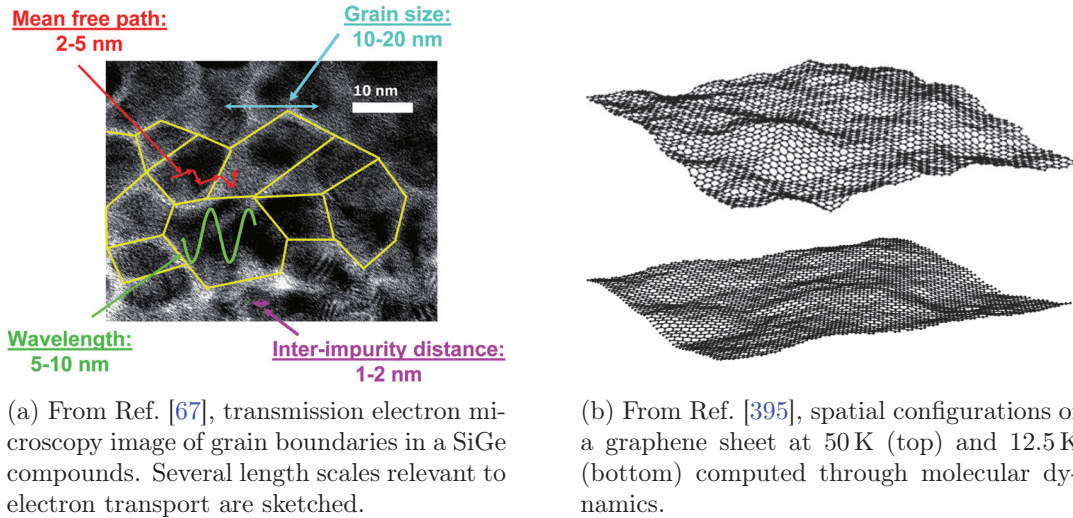 Mean free path:
2-5 nm
Grain size:
10-20 nm
10 nm
Wavelength:
5-10 nm
Inter-impurity distance:
1-2 nm
(a) From Ref. [67], transmission electron mi-
croscopy image of grain boundaries in a SiGe
compounds. Several length scales relevant to
electron transport are sketched.
(b) From Ref. [395], spatial configurations of
a graphene sheet at 50 K (top) and 12.5 K
(bottom) computed through molecular dy-
namics.